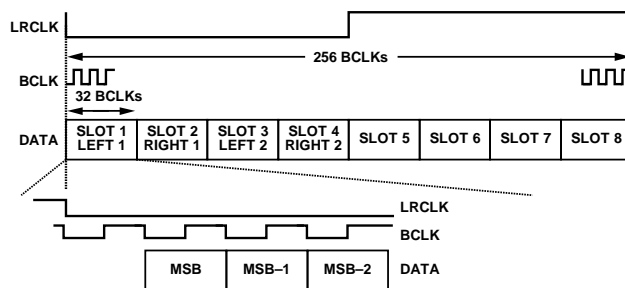 LRCLK
256 BCLKs
BCLK
32 BCLKs
DATA
SLOT 1
LEFT 1
SLOT 2
RIGHT 1
SLOT 3
LEFT 2
SLOT 4
RIGHT 2
SLOT 5
SLOT 6
SLOT 7
SLOT 8
LRCLK
BCLK
MSB
MSB–1
MSB–2
DATA